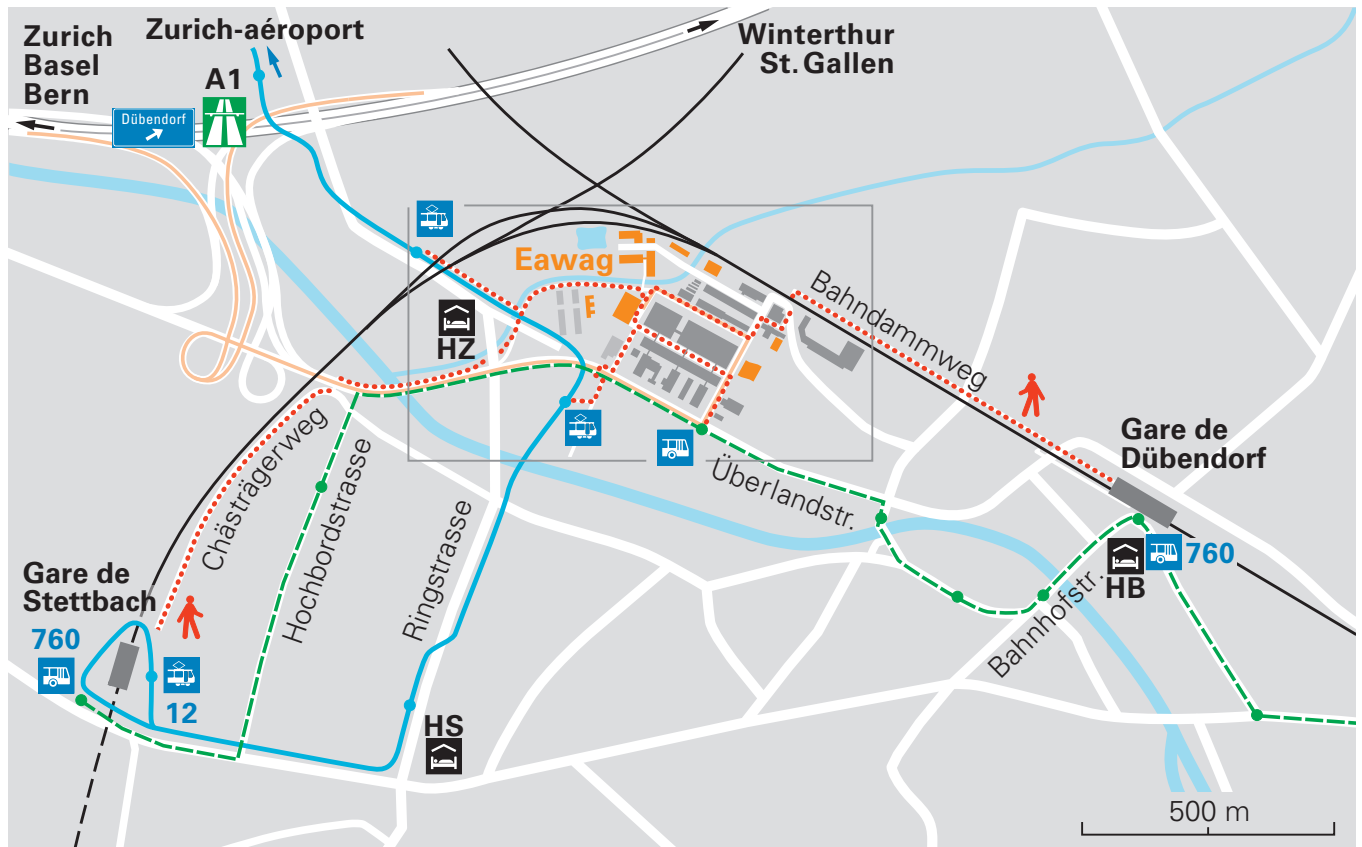 Zurich
Basel
Bern
Zurich-aéroport
A1
Dübendorf
Winterthur
St. Gallen
Eawag
HZ
Bahndammweg
Gare de
Dübendorf
Überlandstr.
Chästrägerweg
Hochbordstrasse
Ringstrasse
760
HB
Bahnhofstr.
Gare de
Stettbach
760
12
HS
500 m